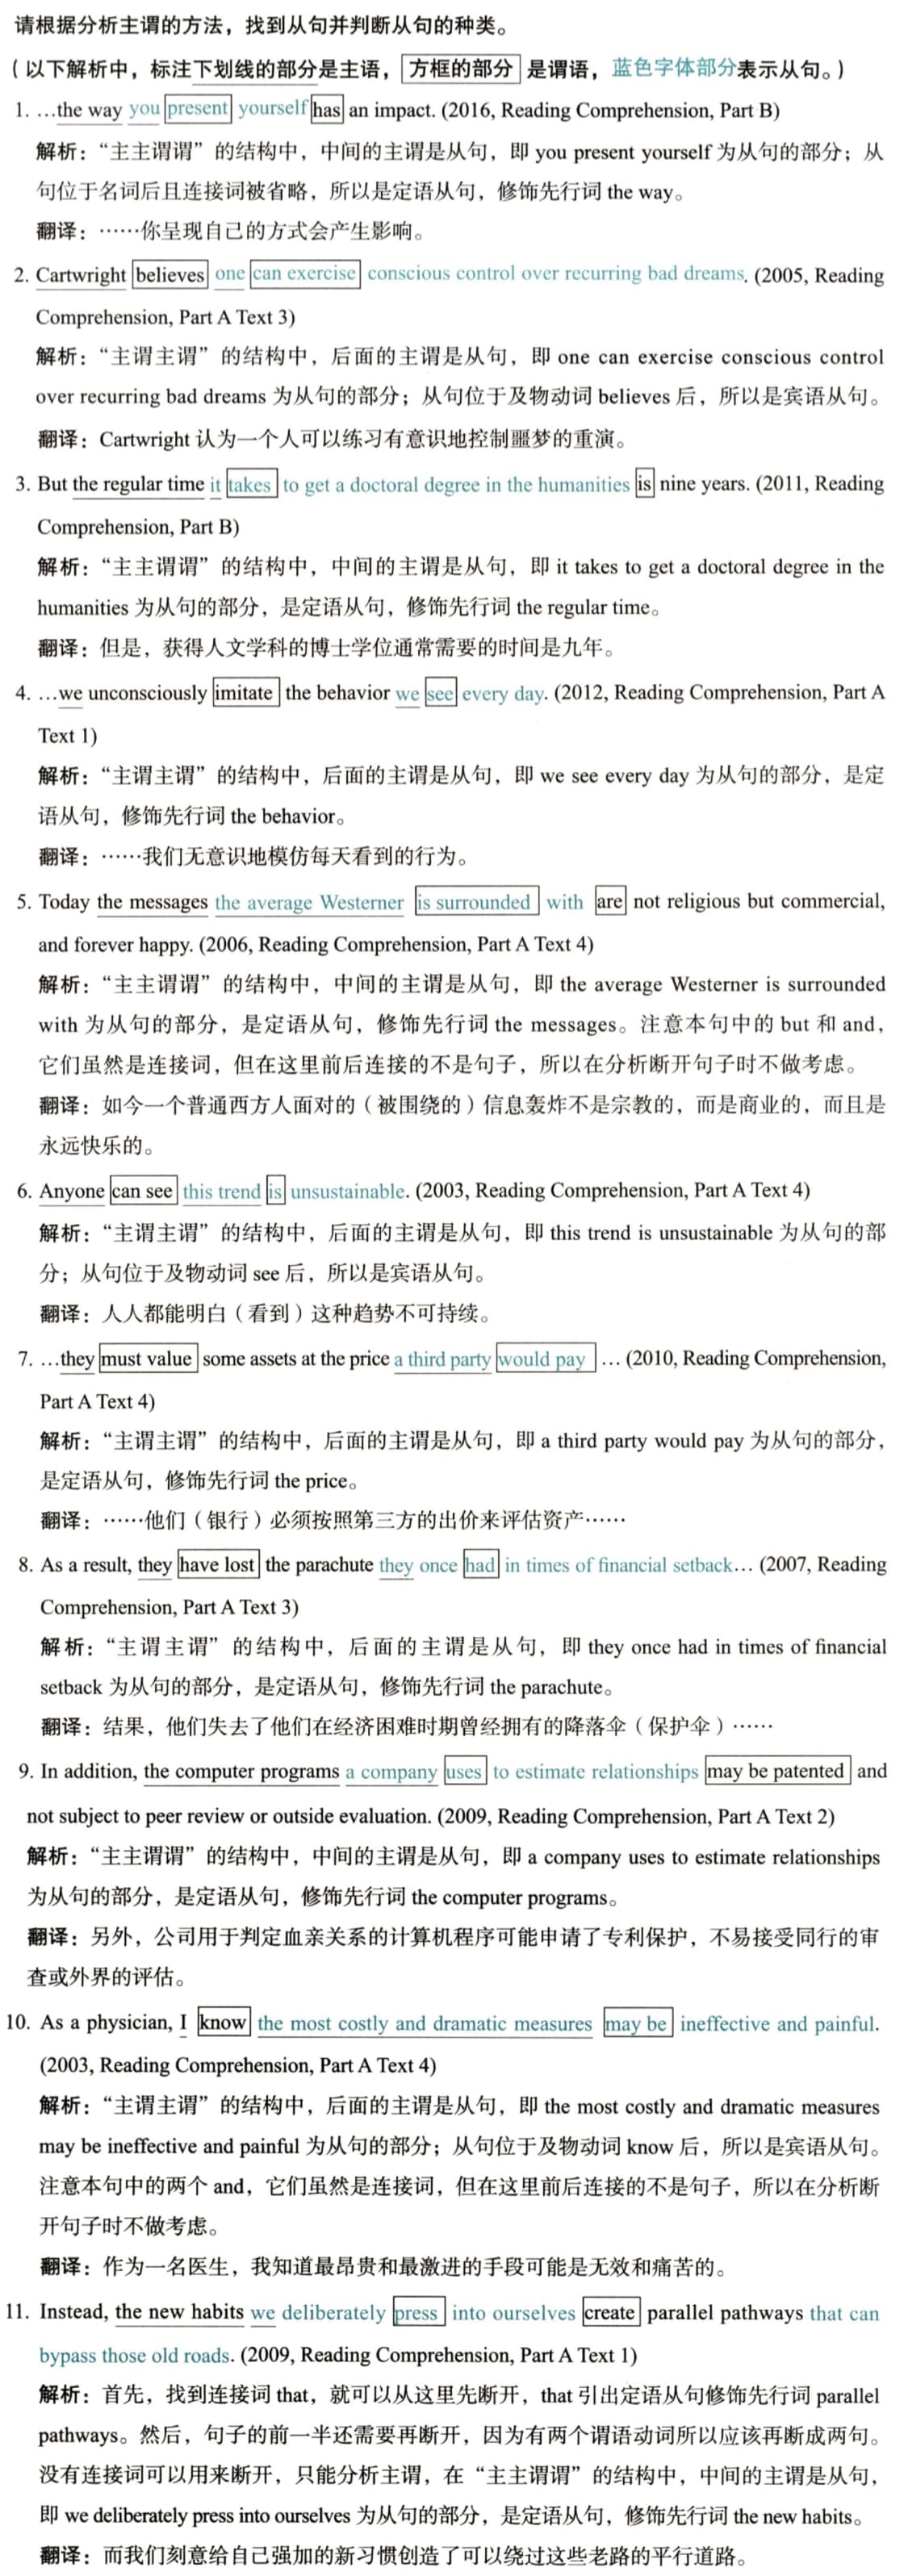 请根据分析主谓的方法，找到从句并判断从句的种类。
（以下解析中，标注下划线的部分是主语，方框的部分是谓语，蓝色字体部分表示从句。）
1. …the way you present yourself has an impact. (2016, Reading Comprehension, Part B)
解析：“主主谓谓”的结构中，中间的主谓是从句，即 you present yourself 为从句的部分；从
句位于名词后且连接词被省略，所以是定语从句，修饰先行词 the way。
翻译：……你呈现自己的方式会产生影响。
2. Cartwright believes one can exercise conscious control over recurring bad dreams. (2005, Reading
Comprehension, Part A Text 3)
解析：“主谓主谓”的结构中，后面的主谓是从句，即 one can exercise conscious control
over recurring bad dreams 为从句的部分；从句位于及物动词 believes 后，所以是宾语从句。
翻译：Cartwright 认为一个人可以练习有意识地控制噩梦的重演。
3. But the regular time it takes to get a doctoral degree in the humanities is nine years. (2011, Reading
Comprehension, Part B)
解析：“主主谓谓”的结构中，中间的主谓是从句，即 it takes to get a doctoral degree in the
humanities 为从句的部分，是定语从句，修饰先行词 the regular time。
翻译：但是，获得人文学科的博士学位通常需要的时间是九年。
4. …we unconsciously imitate the behavior we see every day. (2012, Reading Comprehension, Part A
Text 1)
解析：“主谓主谓”的结构中，后面的主谓是从句，即 we see every day 为从句的部分，是定
语从句，修饰先行词 the behavior。
翻译：……我们无意识地模仿每天看到的行为。
5. Today the messages the average Westerner is surrounded with are not religious but commercial,
and forever happy. (2006, Reading Comprehension, Part A Text 4)
解析：“主主谓谓”的结构中，中间的主谓是从句，即 the average Westerner is surrounded
with 为从句的部分，是定语从句，修饰先行词 the messages。注意本句中的 but 和 and，
它们虽然是连接词，但在这里前后连接的不是句子，所以在分析断开句子时不做考虑。
翻译：如今一个普通西方人面对的（被围绕的）信息轰炸不是宗教的，而是商业的，而且是
永远快乐的。
6. Anyone can see this trend is unsustainable. (2003, Reading Comprehension, Part A Text 4)
解析：“主谓主谓”的结构中，后面的主谓是从句，即 this trend is unsustainable 为从句的部
分；从句位于及物动词 see 后，所以是宾语从句。
翻译：人人都能明白（看到）这种趋势不可持续。
7. …they must value some assets at the price a third party would pay … (2010, Reading Comprehension,
Part A Text 4)
解析：“主谓主谓”的结构中，后面的主谓是从句，即 a third party would pay 为从句的部分，
是定语从句，修饰先行词 the price。
翻译：……他们（银行）必须按照第三方的出价来评估资产……
8. As a result, they have lost the parachute they once had in times of financial setback… (2007, Reading
Comprehension, Part A Text 3)
解析：“主谓主谓”的结构中，后面的主谓是从句，即 they once had in times of financial
setback 为从句的部分，是定语从句，修饰先行词 the parachute。
翻译：结果，他们失去了他们在经济困难时期曾经拥有的降落伞（保护伞）……
9. In addition, the computer programs a company uses to estimate relationships may be patented and
not subject to peer review or outside evaluation. (2009, Reading Comprehension, Part A Text 2)
解析：“主主谓谓”的结构中，中间的主谓是从句，即 a company uses to estimate relationships
为从句的部分，是定语从句，修饰先行词 the computer programs。
翻译：另外，公司用于判定血亲关系的计算机程序可能申请了专利保护，不易接受同行的审
查或外界的评估。
10. As a physician, I know the most costly and dramatic measures may be ineffective and painful.
(2003, Reading Comprehension, Part A Text 4)
解析：“主谓主谓”的结构中，后面的主谓是从句，即 the most costly and dramatic measures
may be ineffective and painful 为从句的部分；从句位于及物动词 know 后，所以是宾语从句。
注意本句中的两个 and，它们虽然是连接词，但在这里前后连接的不是句子，所以在分析断
开句子时不做考虑。
翻译：作为一名医生，我知道最昂贵和最激进的手段可能是无效和痛苦的。
11. Instead, the new habits we deliberately press into ourselves create parallel pathways that can
bypass those old roads. (2009, Reading Comprehension, Part A Text 1)
解析：首先，找到连接词 that，就可以从这里先断开，that 引出定语从句修饰先行词 parallel
pathways。然后，句子的前一半还需要再断开，因为有两个谓语动词所以应该再断成两句。
没有连接词可以用来断开，只能分析主谓，在“主主谓谓”的结构中，中间的主谓是从句，
即 we deliberately press into ourselves 为从句的部分，是定语从句，修饰先行词 the new habits。
翻译：而我们刻意给自己强加的新习惯创造了可以绕过这些老路的平行道路。